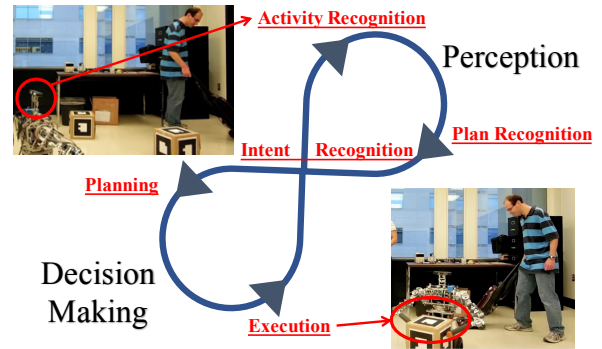 Activity Recognition
Perception
Plan Recognition
Intent Recognition
Planning
Decision
Making
Execution